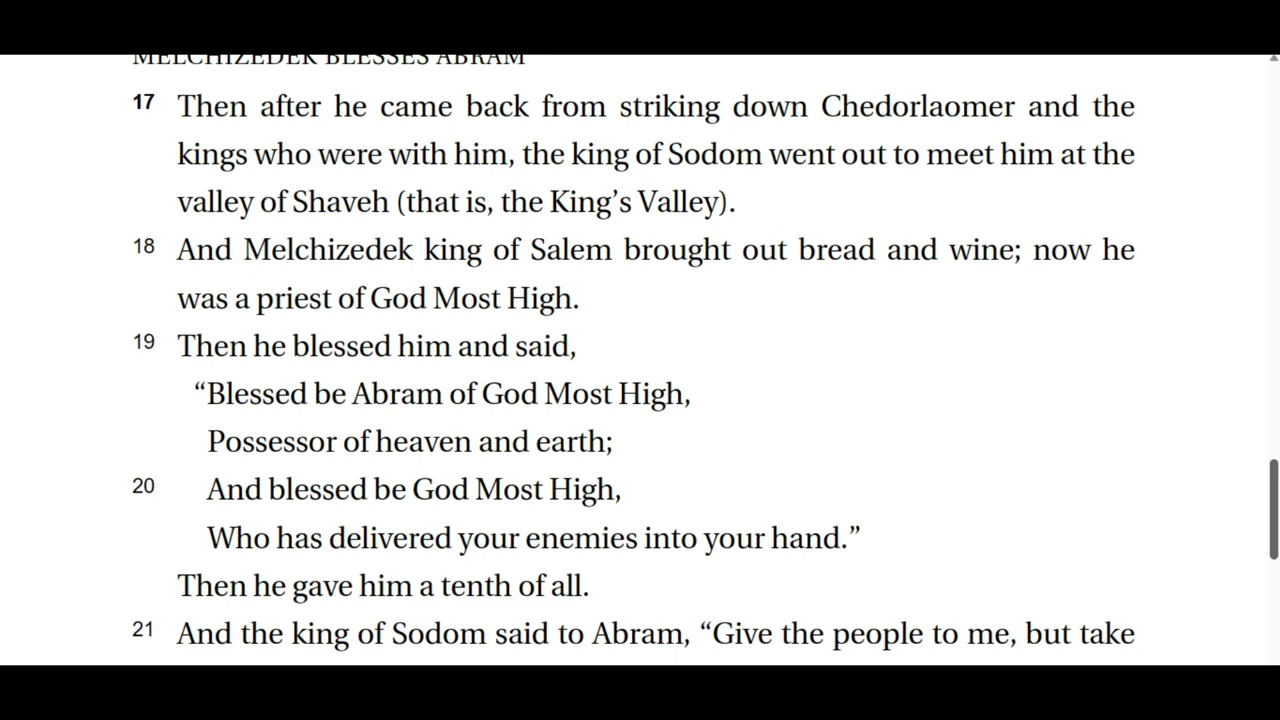 MELCHIZEDEK BLESSES ABRAM
17 Then after he came back from striking down Chedorlaomer and the
kings who were with him, the king of Sodom went out to meet him at the
valley of Shaveh (that is, the King’s Valley).
18 And Melchizedek king of Salem brought out bread and wine; now he
was a priest of God Most High.
19 Then he blessed him and said,
“Blessed be Abram of God Most High,
Possessor of heaven and earth;
20 And blessed be God Most High,
Who has delivered your enemies into your hand.”
Then he gave him a tenth of all.
21 And the king of Sodom said to Abram, “Give the people to me, but take